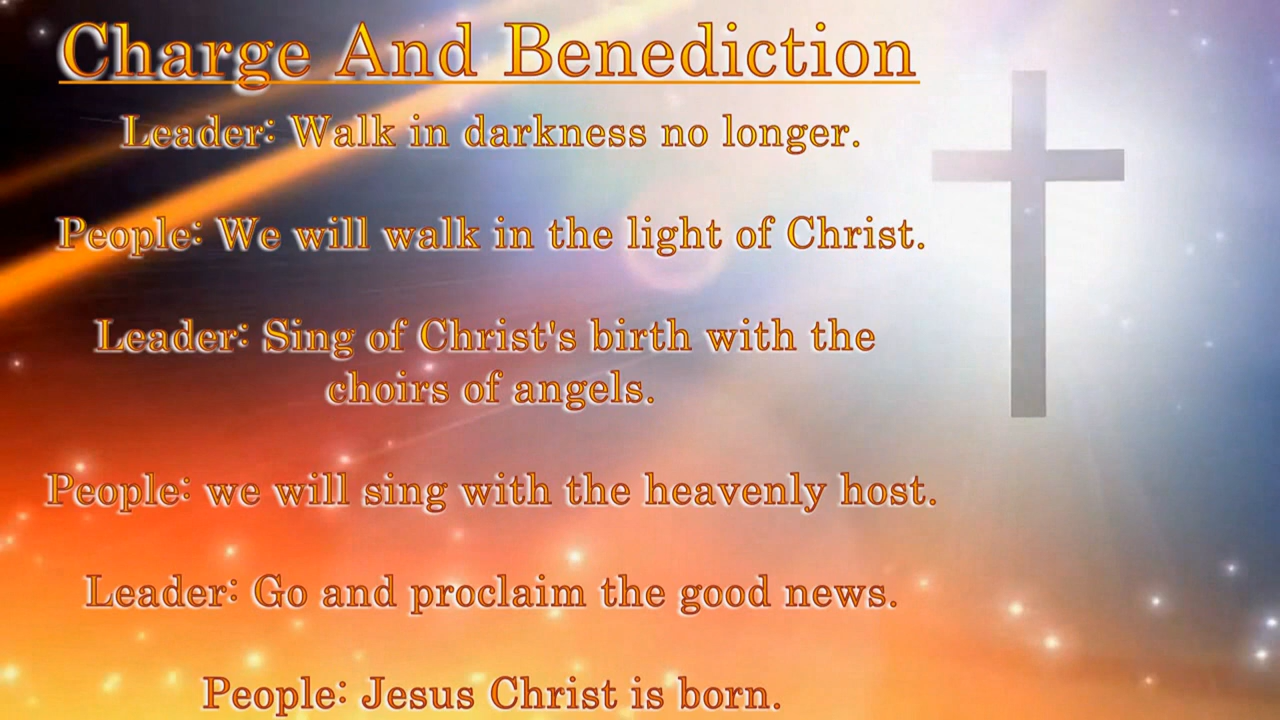 Charge And Benediction
Leader: Walk in darkness no longer.
People: We will walk in the light of Christ.
Leader: Sing of Christ's birth with the
choirs of angels.
People: we will sing with the heavenly host.
Leader: Go and proclaim the good news.
People: Jesus Christ is born.